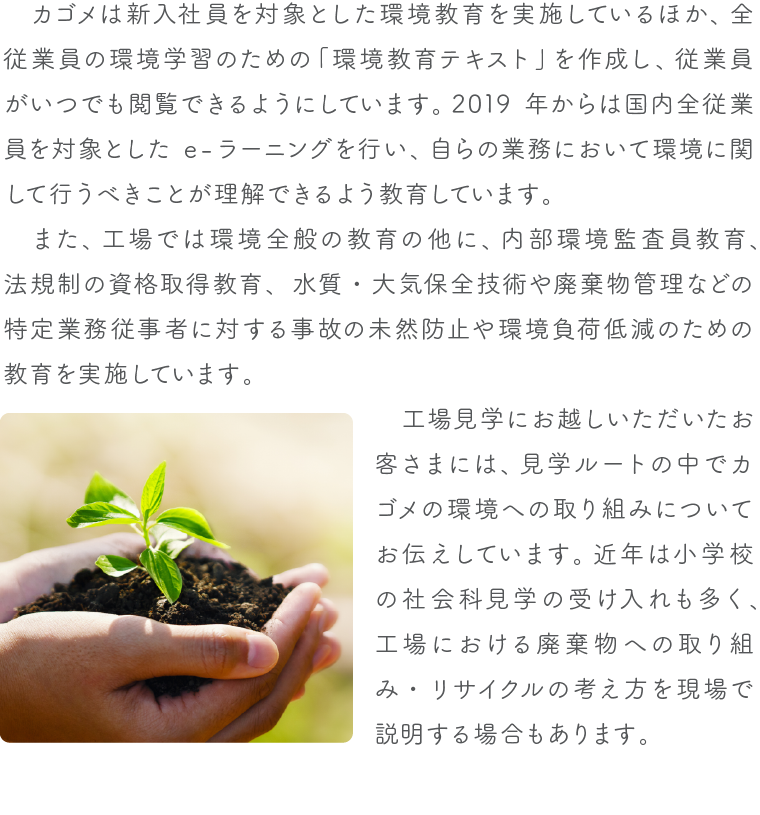 カゴメは新入社員を対象とした環境教育を実施しているほか、全
従業員の環境学習のための「環境教育テキスト」を作成し、従業員
がいつでも閲覧できるようにしています。2019 年からは国内全従業
員を対象とした e-ラーニングを行い、自らの業務において環境に関
して行うべきことが理解できるよう教育しています。
また、工場では環境全般の教育の他に、内部環境監査員教育、
法規制の資格取得教育、水質・大気保全技術や廃棄物管理などの
特定業務従事者に対する事故の未然防止や環境負荷低減のための
教育を実施しています。
工場見学にお越しいただいたお
客さまには、見学ルートの中でカ
ゴメの環境への取り組みについて
お伝えしています。近年は小学校
の社会科見学の受け入れも多く、
工場における廃棄物への取り組
み・リサイクルの考え方を現場で
説明する場合もあります。